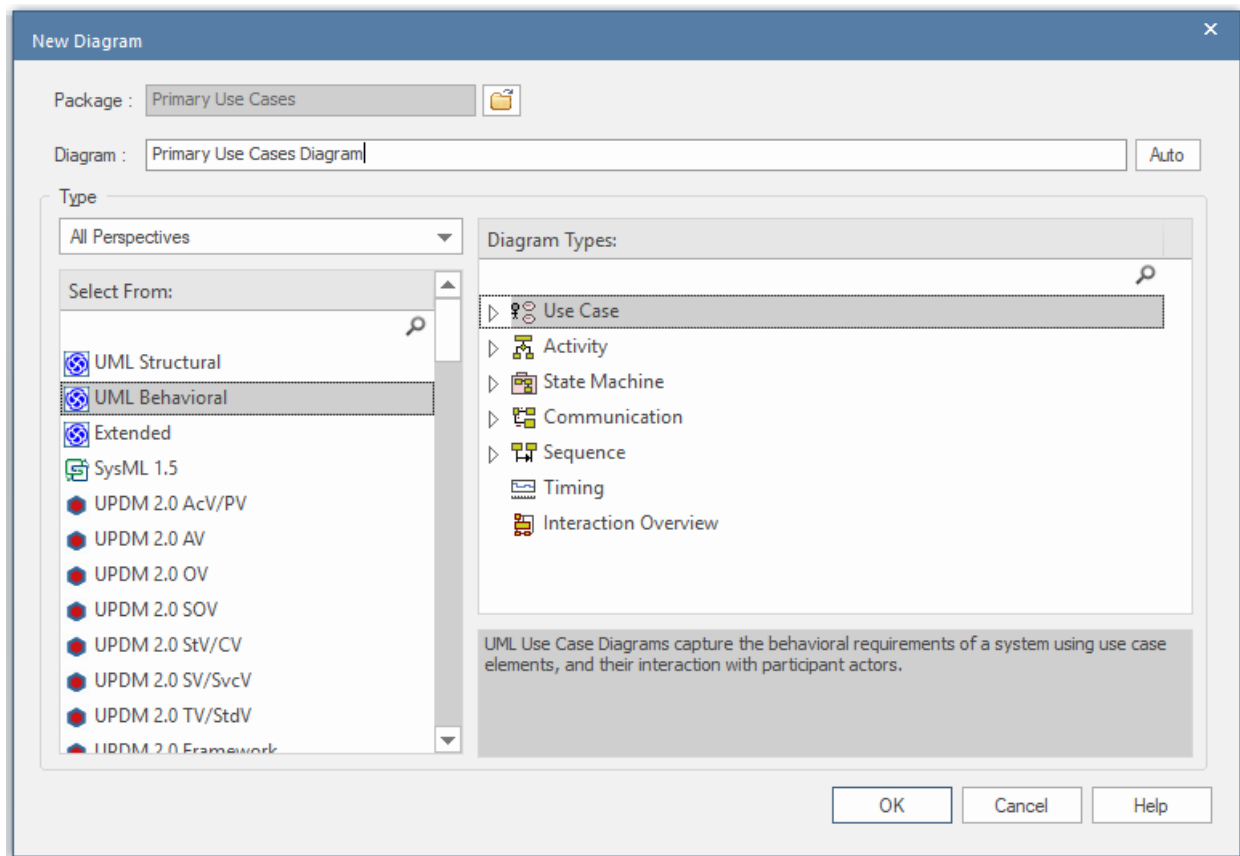 New Diagram
Package :
Primary Use Cases
Diagram :
Primary Use Cases Diagram
Auto
Type
All Perspectives
Select From:
UML Structural
UML Behavioral
Extended
SysML 1.5
UPDM 2.0 AcV/PV
UPDM 2.0 AV
UPDM 2.0 OV
UPDM 2.0 SOV
UPDM 2.0 StV/CV
UPDM 2.0 SV/SvcV
UPDM 2.0 TV/StdV
UPDM 2.0 Framework
Diagram Types:
Use Case
Activity
State Machine
Communication
Sequence
Timing
Interaction Overview
UML Use Case Diagrams capture the behavioral requirements of a system using use case
elements, and their interaction with participant actors.
OK
Cancel
Help